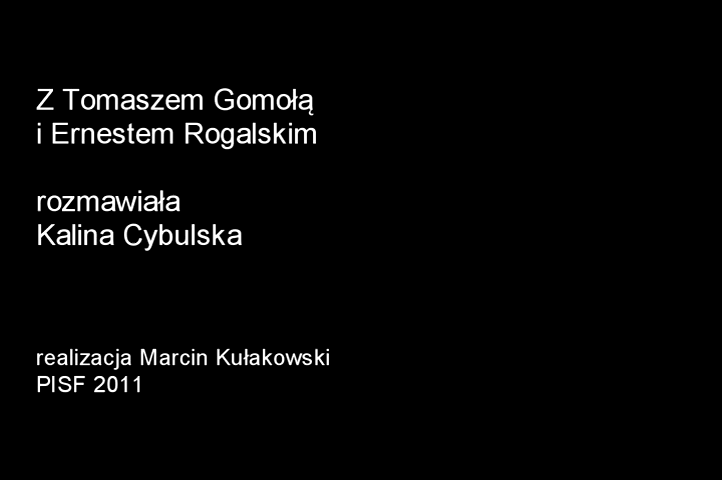 Z Tomaszem Gomołą
i Ernestem Rogalskim
rozmawiała
Kalina Cybulska
realizacja Marcin Kułakowski
PISF 2011